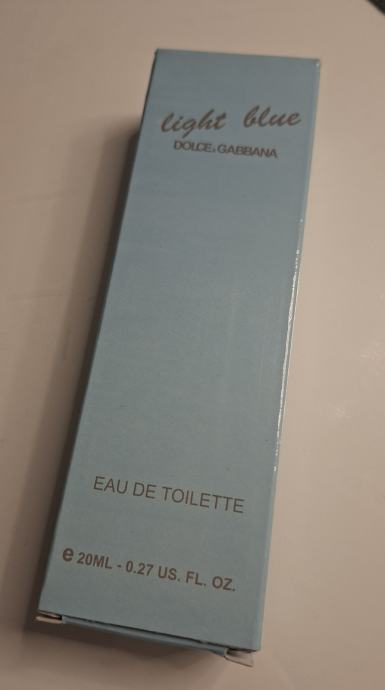 light blue
DOLCE & GABBANA
EAU DE TOILETTE
e 20ML - 0.27 US. FL. OZ.